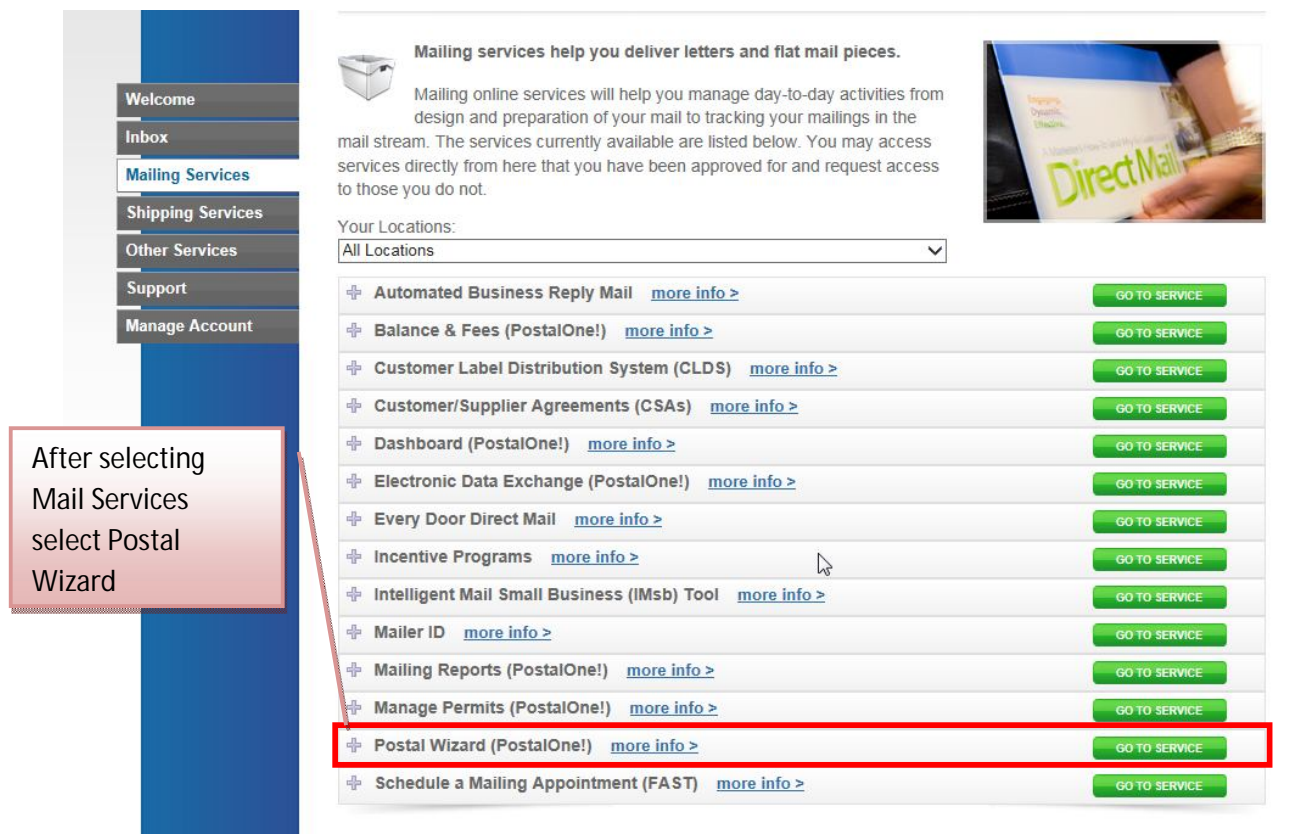 Welcome
Inbox
Mailing Services
Shipping Services
Other Services
Support
Manage Account
After selecting
Mail Services
select Postal
Wizard
Mailing services help you deliver letters and flat mail pieces.
Mailing online services will help you manage day-to-day activities from
design and preparation of your mail to tracking your mailings in the
mail stream. The services currently available are listed below. You may access
services directly from here that you have been approved for and request access
to those you do not.
Dynamic.
Effective.
Direct Mail
Your Locations:
All Locations
Automated Business Reply Mail more info > GO TO SERVICE
Balance & Fees (PostalOne!) more info > GO TO SERVICE
Customer Label Distribution System (CLDS) more info > GO TO SERVICE
Customer/Supplier Agreements (CSAs) more info > GO TO SERVICE
Dashboard (PostalOne!) more info > GO TO SERVICE
Electronic Data Exchange (PostalOne!) more info > GO TO SERVICE
Every Door Direct Mail more info > GO TO SERVICE
Incentive Programs more info > GO TO SERVICE
Intelligent Mail Small Business (IMsb) Tool more info > GO TO SERVICE
Mailer ID more info > GO TO SERVICE
Mailing Reports (PostalOne!) more info > GO TO SERVICE
Manage Permits (PostalOne!) more info > GO TO SERVICE
Postal Wizard (PostalOne!) more info > GO TO SERVICE
Schedule a Mailing Appointment (FAST) more info > GO TO SERVICE